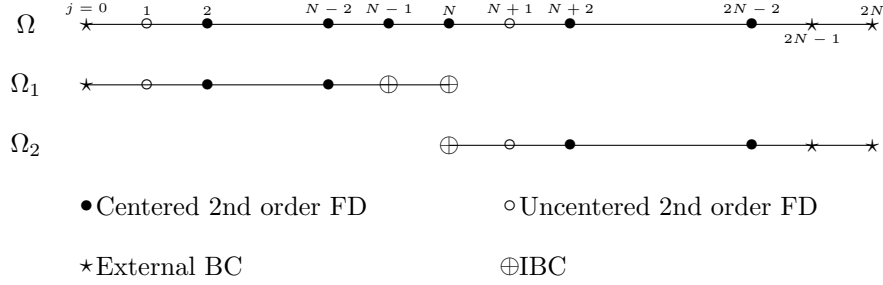 j = 0 1 2 N − 2 N − 1 N N + 1 N + 2 2N − 2 2N
Ω
2N − 1
Ω₁
Ω₂
Centered 2nd order FD Uncentered 2nd order FD
External BC IBC